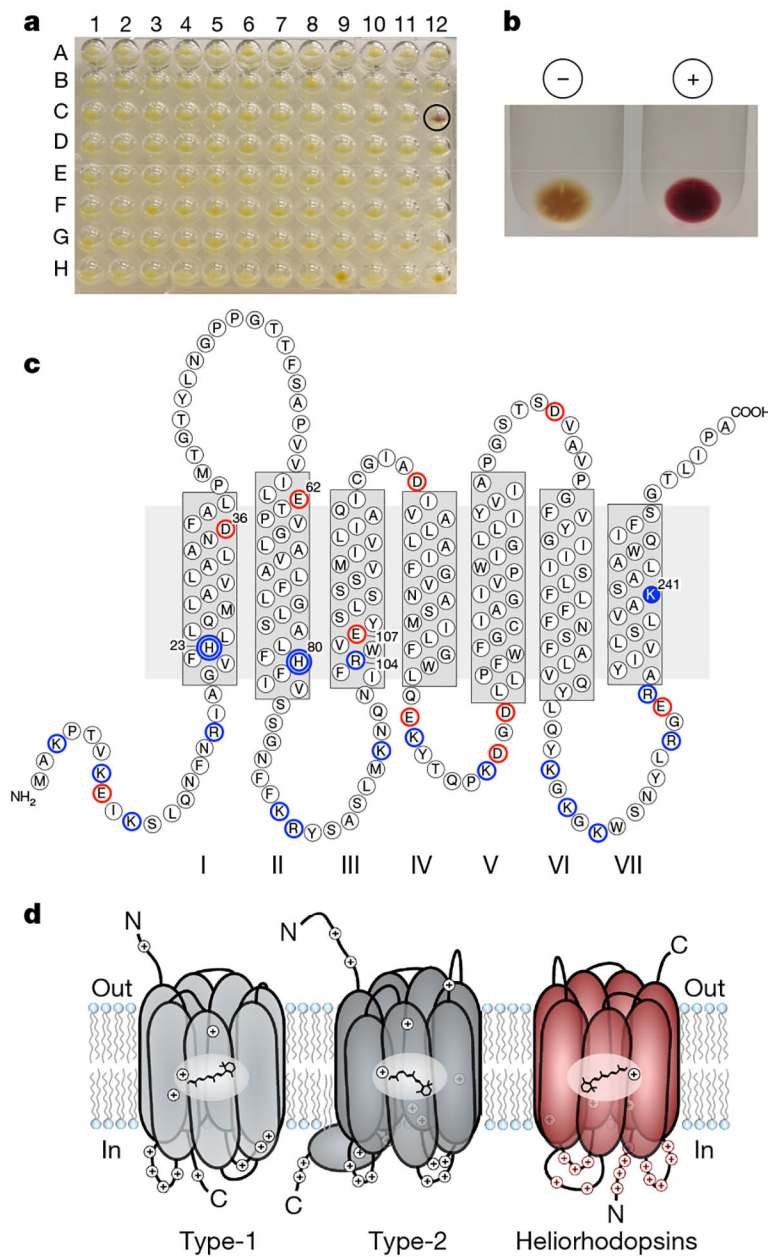 a
1 2 3 4 5 6 7 8 9 10 11 12
A
B
C
D
E
F
G
H
b
−
+
c
NH2
M A K P T V K E I K S L Q N F N R I A G
P M T G T Y L N G P P G T T F S A P V V
S S G N F F K R Y S A S L M K N Q N
C G I A D
Q E K Y T Q P K D D
P G S T S D V A V P
L Q Y K G K G K W S N Y L R G E R
G T L I P A COOH
D 36
H 23
E 62
H 80
E 107
R 104
K 241
I II III IV V VI VII
d
N N C
Out Out
In In
C C N
Type-1 Type-2 Heliorhodopsins